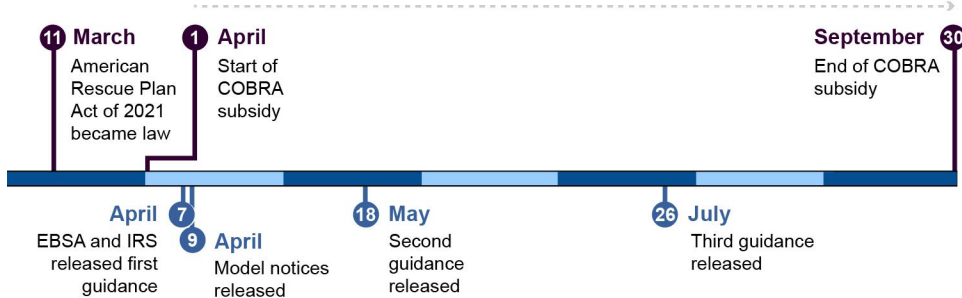 11 March
American
Rescue Plan
Act of 2021
became law
1 April
Start of
COBRA
subsidy
September 30
End of COBRA
subsidy
April 7
EBSA and IRS
released first
guidance
9 April
Model notices
released
18 May
Second
guidance
released
26 July
Third guidance
released